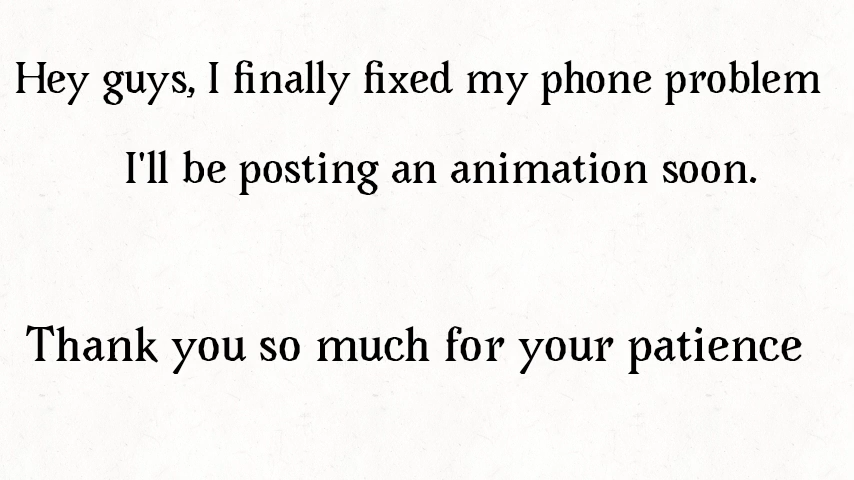 Hey guys, I finally fixed my phone problem
I'll be posting an animation soon.
Thank you so much for your patience